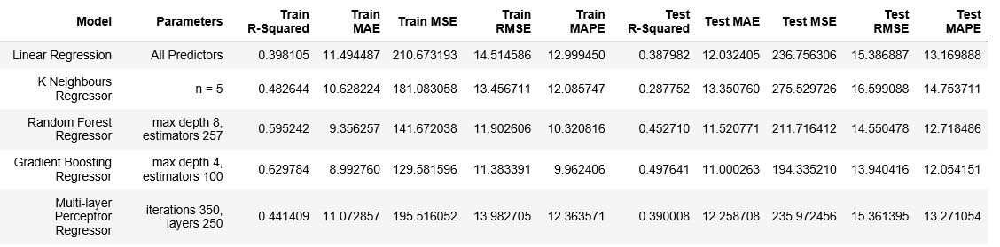 Model Parameters Train R-Squared Train MAE Train MSE Train RMSE Train MAPE Test R-Squared Test MAE Test MSE Test RMSE Test MAPE
Linear Regression All Predictors 0.398105 11.494487 210.673193 14.514586 12.999450 0.387982 12.032405 236.756306 15.386887 13.169888
K Neighbours Regressor n = 5 0.482644 10.628224 181.083058 13.456711 12.085747 0.287752 13.350760 275.529726 16.599088 14.753711
Random Forest Regressor max depth 8, estimators 257 0.595242 9.356257 141.672038 11.902606 10.320816 0.452710 11.520771 211.716412 14.550478 12.718486
Gradient Boosting Regressor max depth 4, estimators 100 0.629784 8.992760 129.581596 11.383391 9.962406 0.497641 11.000263 194.335210 13.940416 12.054151
Multi-layer Perceptror Regressor iterations 350, layers 250 0.441409 11.072857 195.516052 13.982705 12.363571 0.390008 12.258708 235.972456 15.361395 13.271054